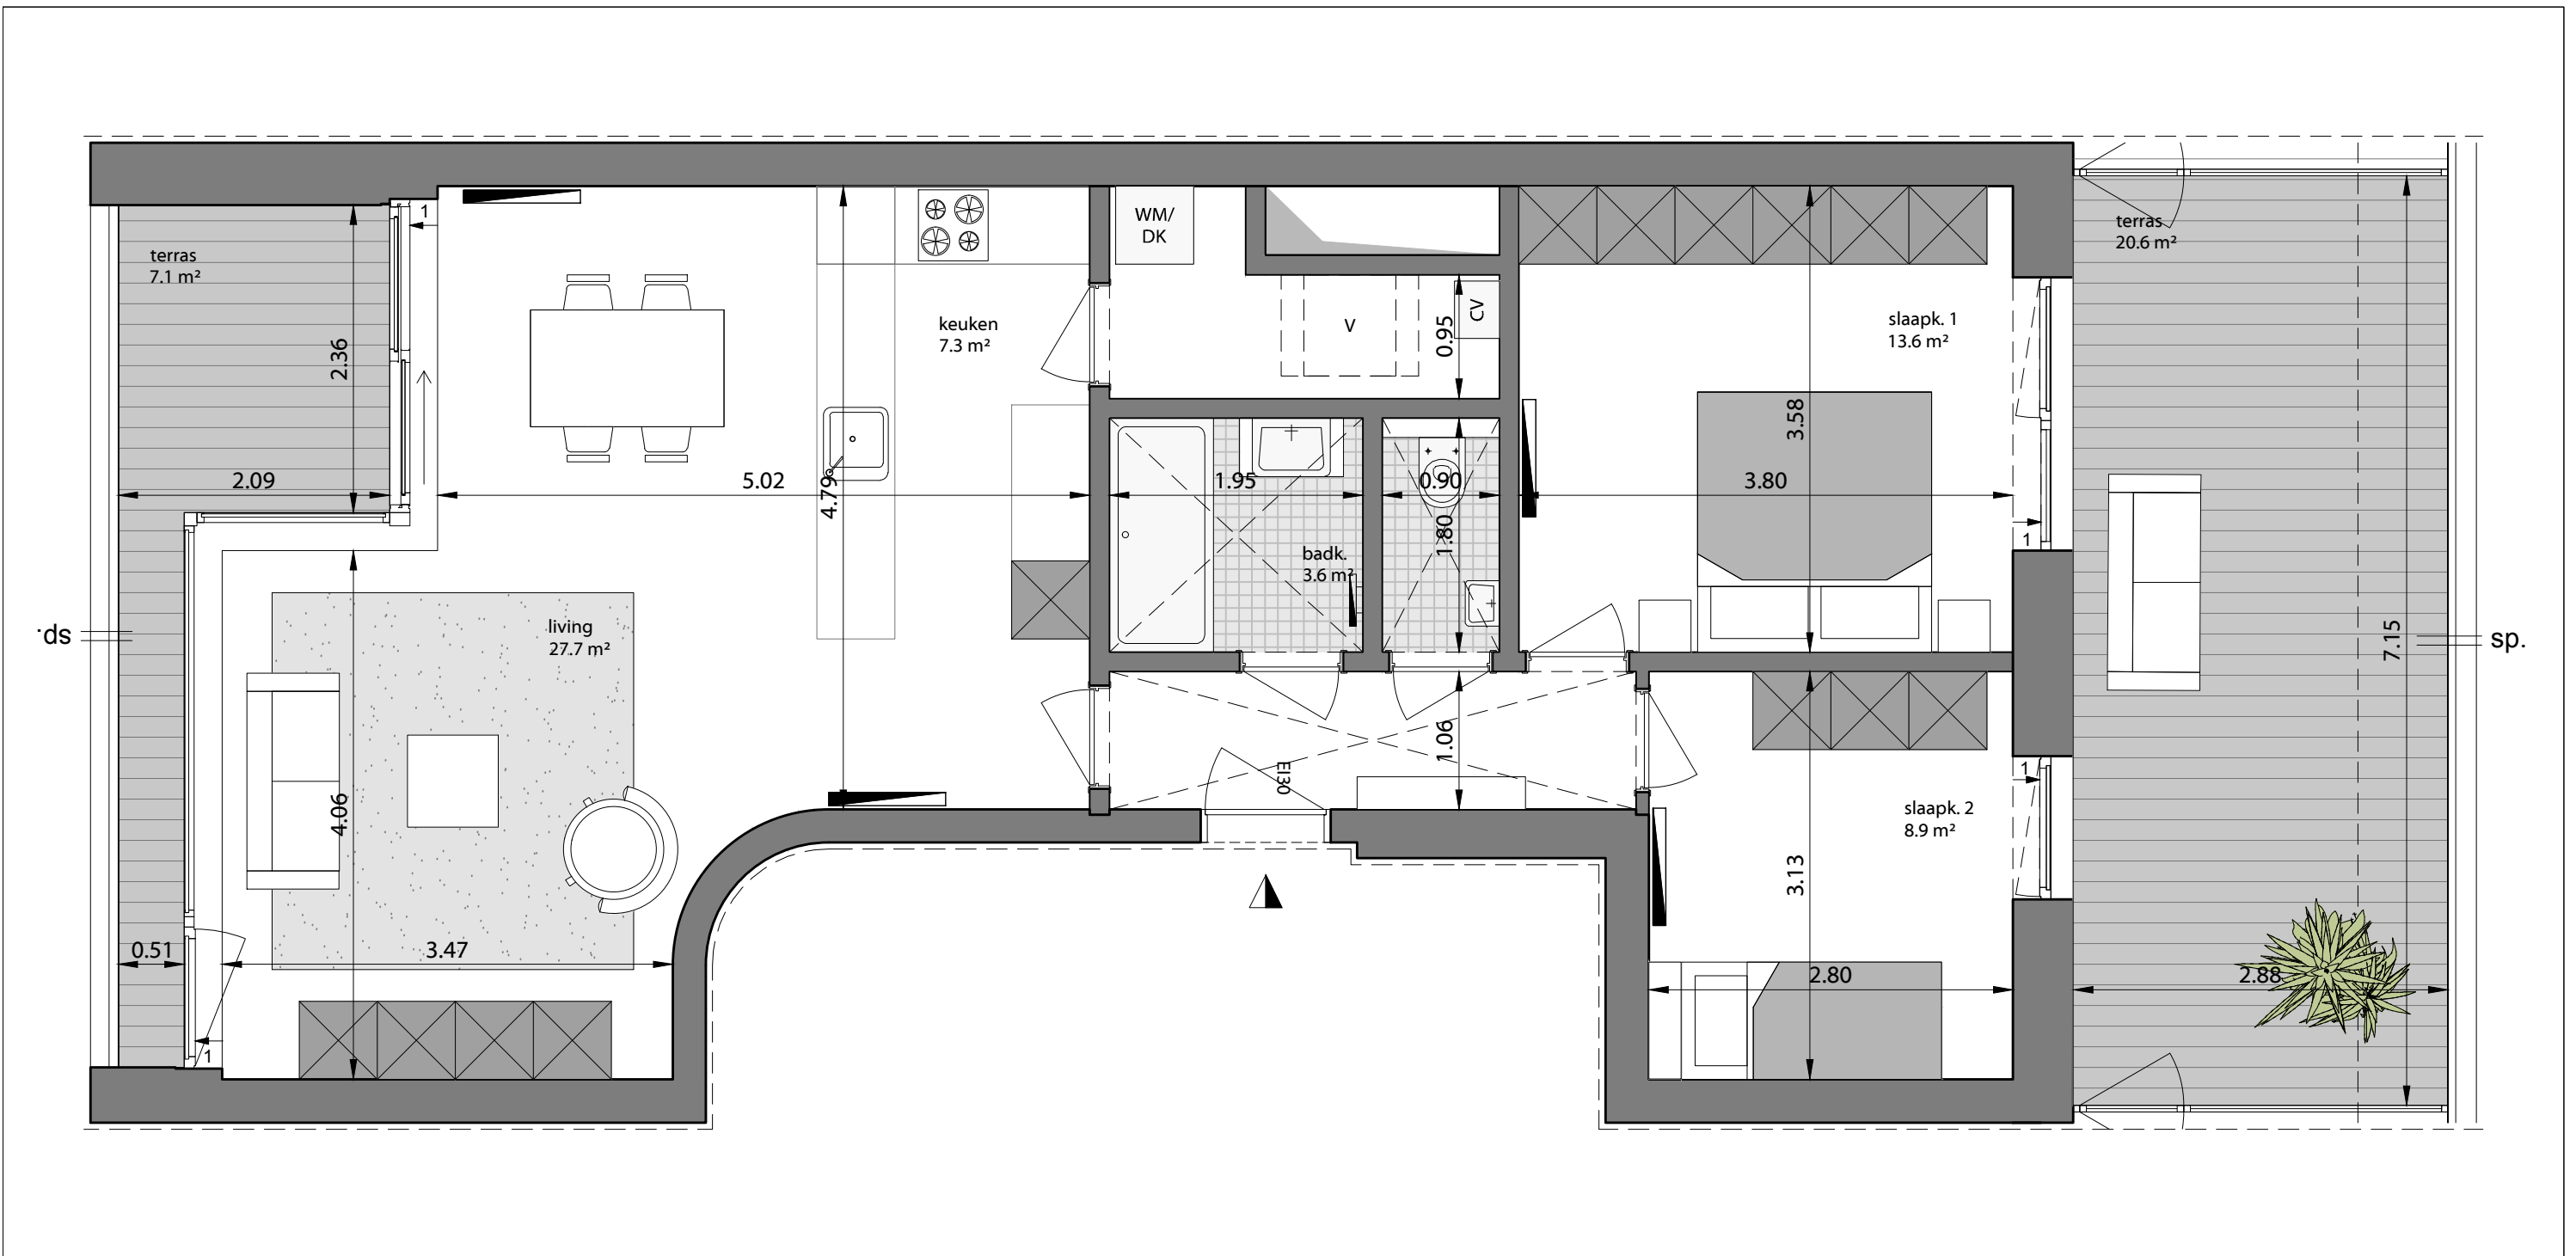 terras
7.1 m²
1
2.36
2.09
5.02
4.79
keuken
7.3 m²
WM/
DK
V
CV
0.95
slaapk. 1
13.6 m²
3.58
3.80
1
terras
20.6 m²
1.95
badk.
3.6 m²
0.90
1.80
living
27.7 m²
sp.
4.06
0.51
3.47
1
1.06
EI30
slaapk. 2
8.9 m²
1
3.13
2.80
7.15
sp.
2.88